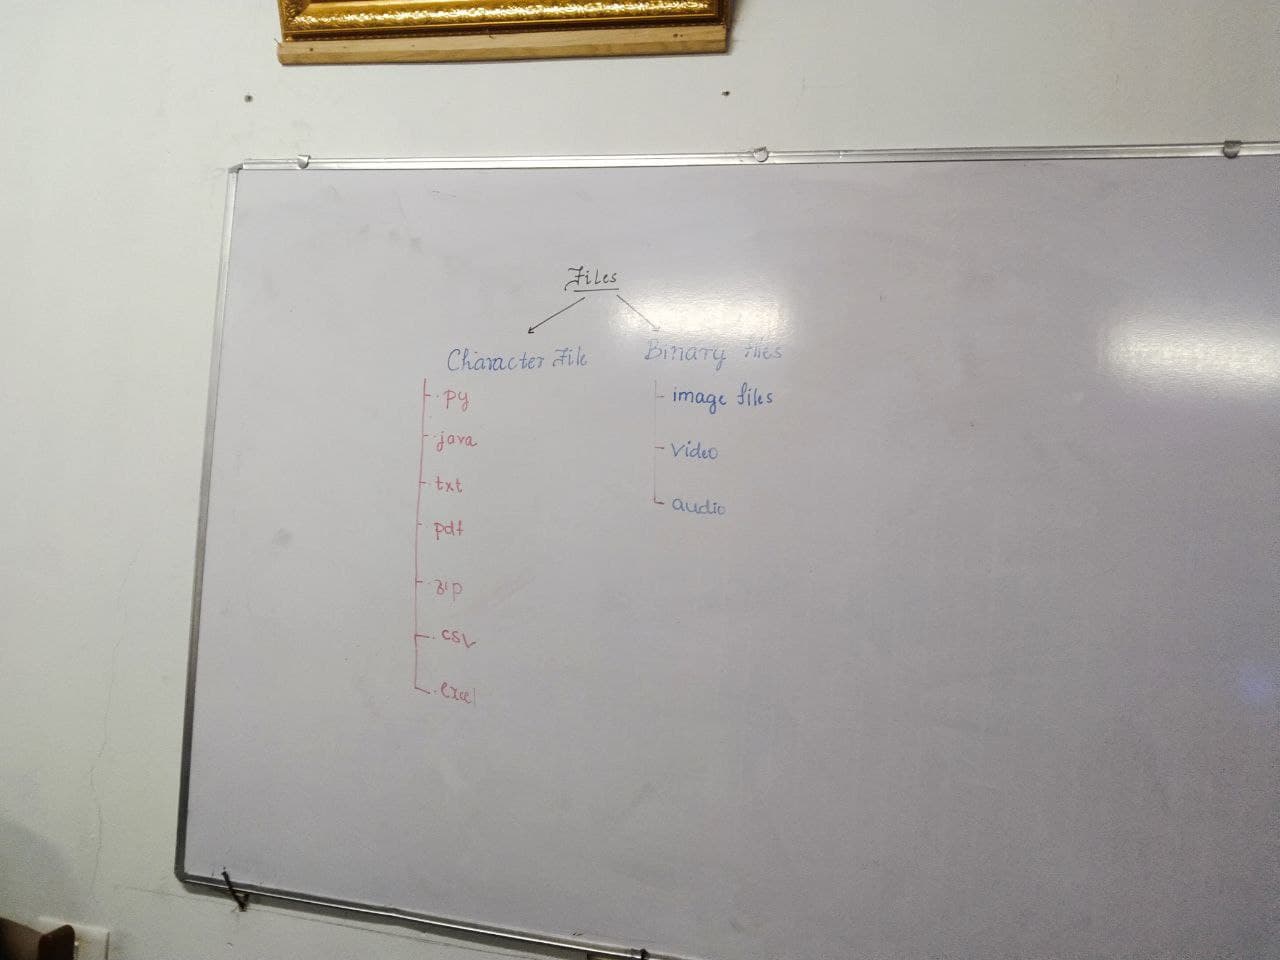 Files
Character File
Binary files
.py
.java
.txt
.pdf
.zip
.csv
.excel
image files
video
audio